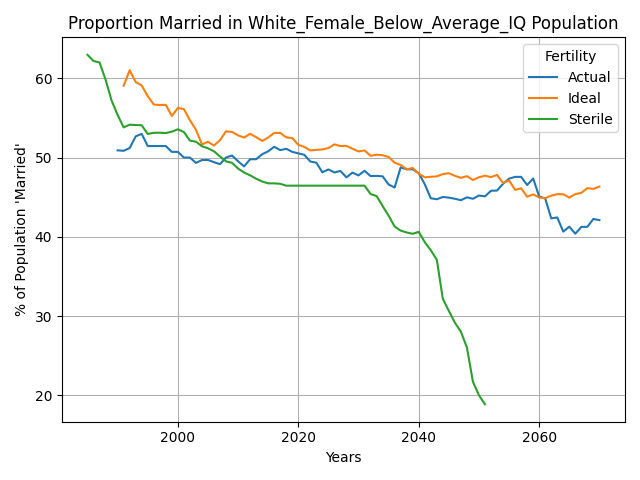 Proportion Married in White_Female_Below_Average_IQ Population
Fertility
Actual
Ideal
Sterile
% of Population 'Married'
60
50
40
30
20
2000
2020
2040
2060
Years